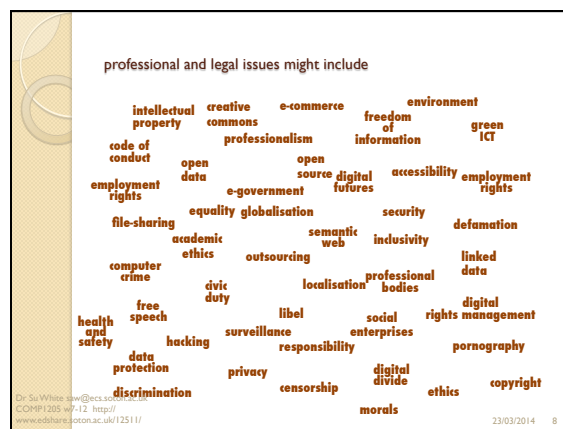 professional and legal issues might include
intellectual
property
creative
commons
e-commerce
environment
freedom
of
information
green
ICT
professionalism
code of
conduct
open
data
open
source
digital
futures
accessibility
employment
rights
employment
rights
e-government
equality
globalisation
security
file-sharing
defamation
academic
ethics
semantic
web
inclusivity
outsourcing
linked
data
computer
crime
civic
duty
localisation
professional
bodies
free
speech
libel
digital
rights management
health
and
safety
social
enterprises
surveillance
hacking
responsibility
pornography
data
protection
privacy
digital
divide
copyright
discrimination
censorship
ethics
morals
Dr Su White saw@ecs.soton.ac.uk
COMP1205 w7-12 http://
www.edshare.soton.ac.uk/12511/
23/03/2014
8